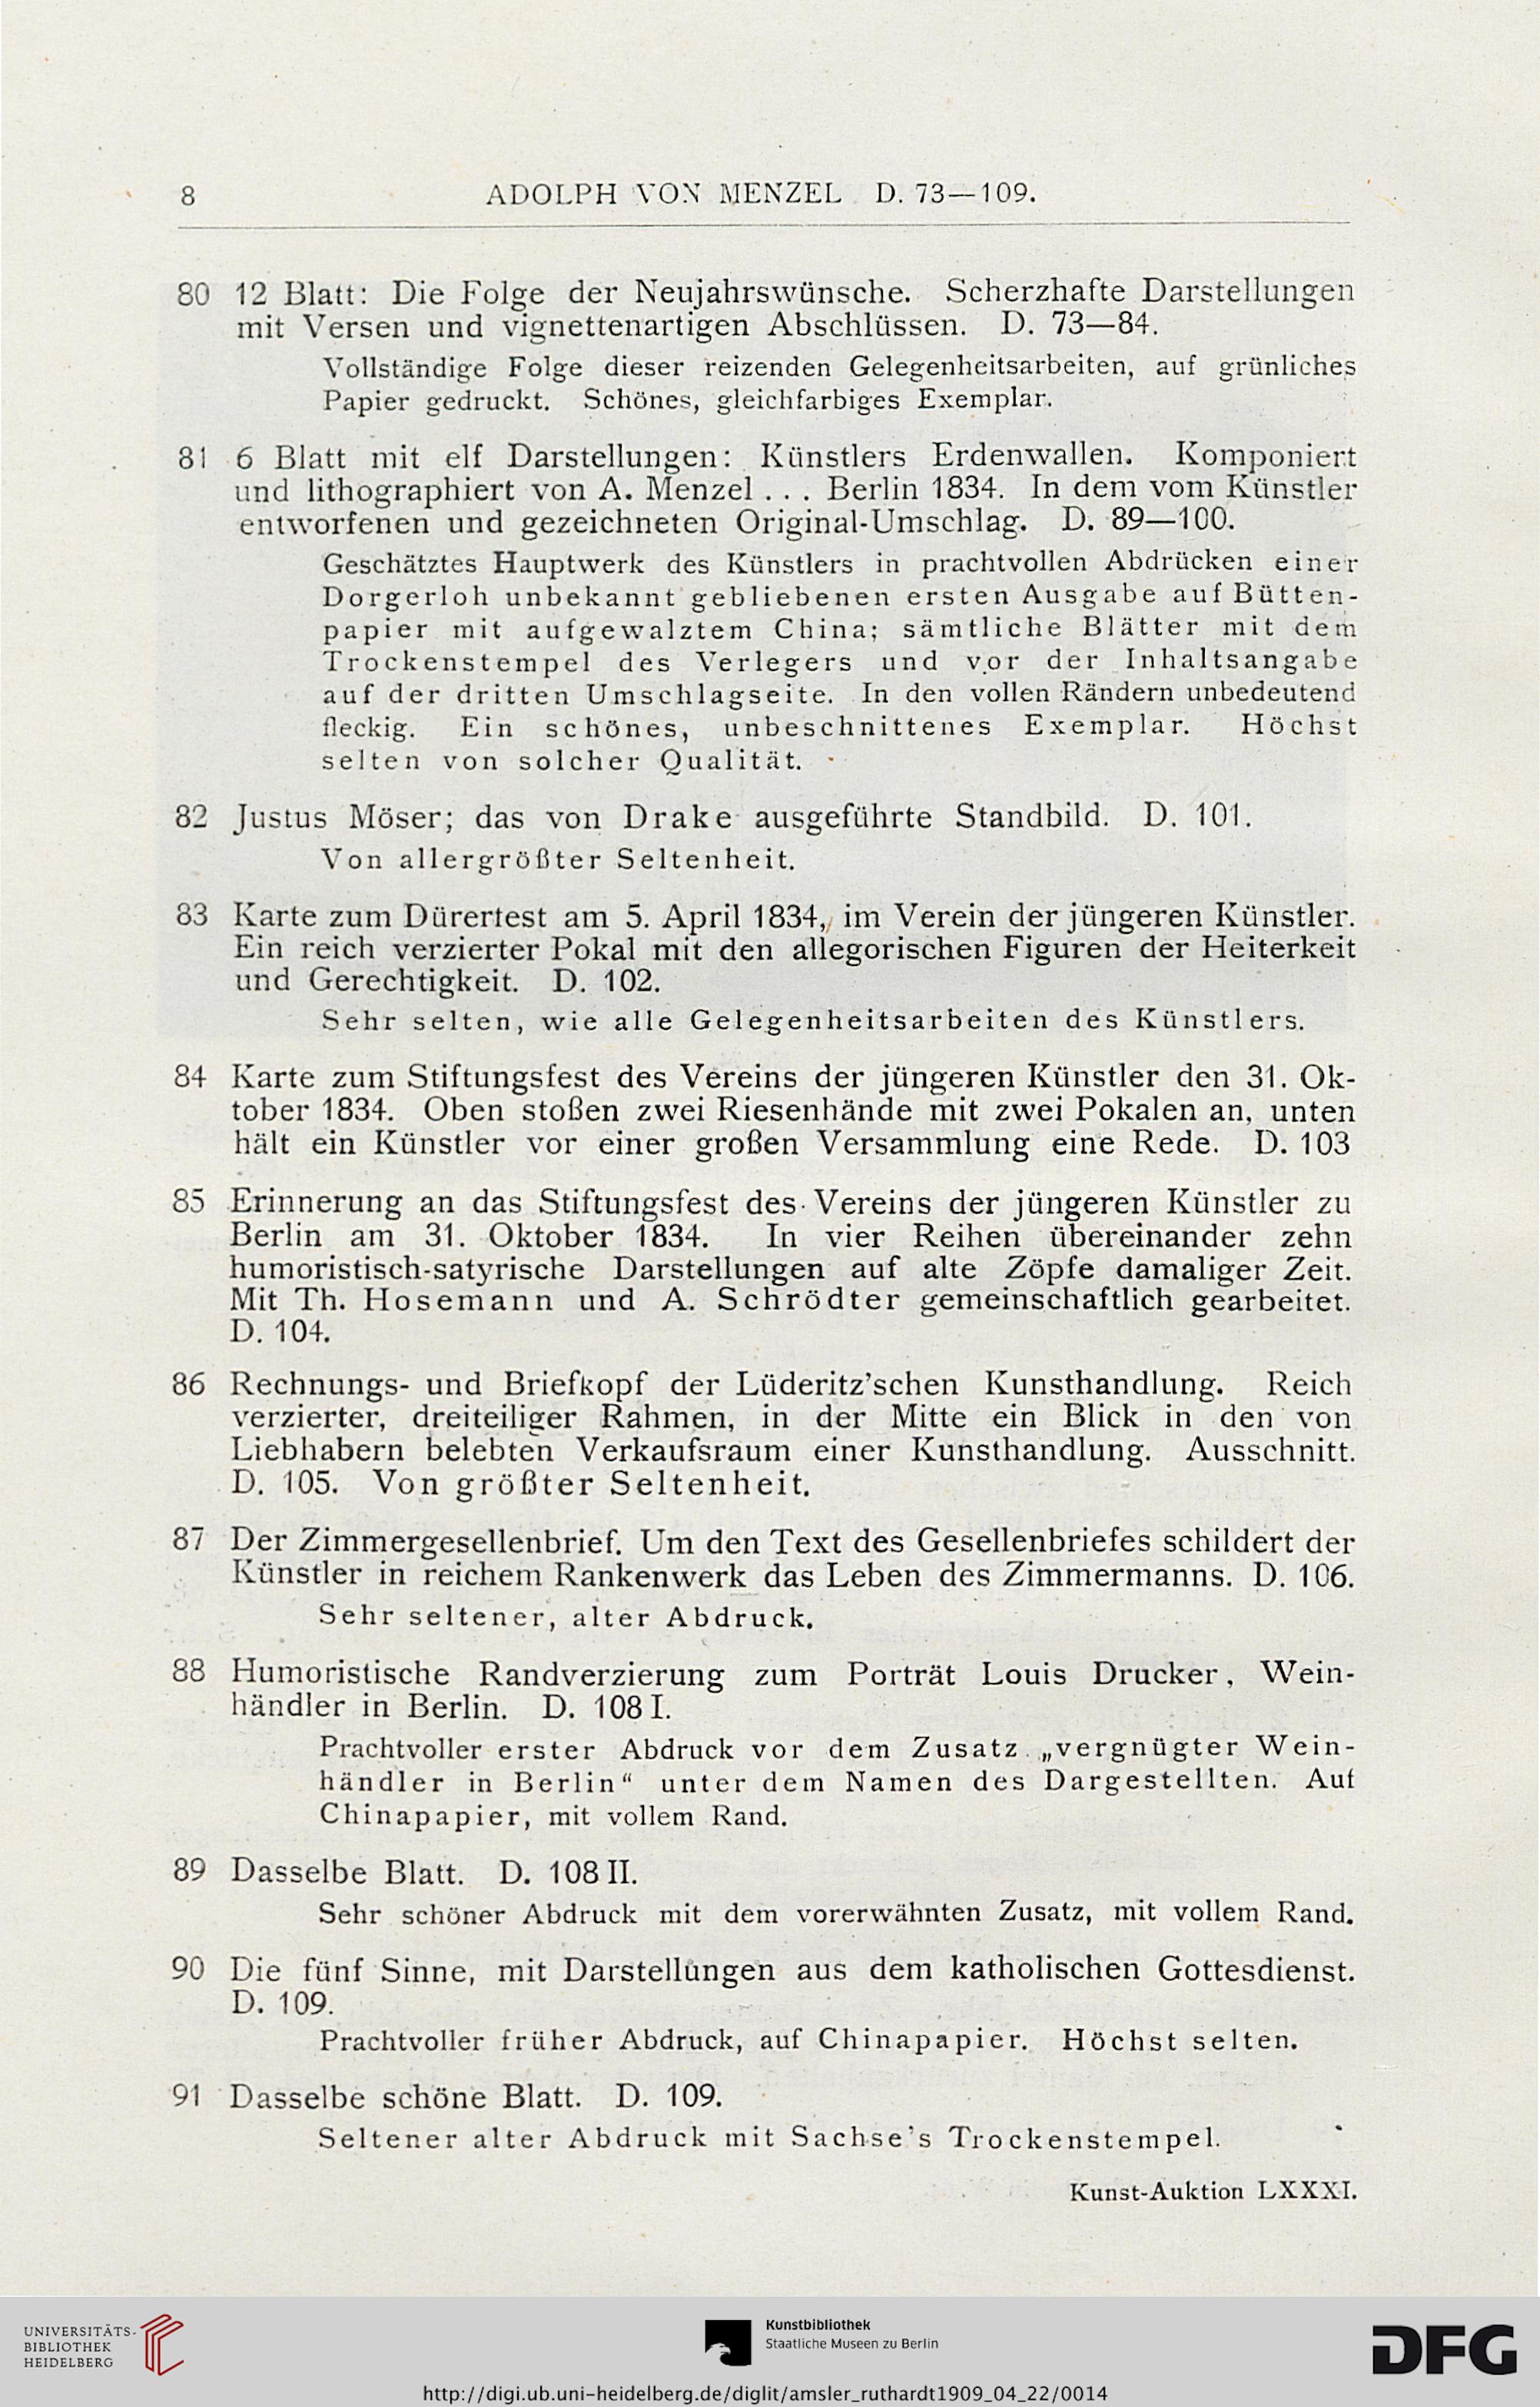 8 ADOLPH VON MENZEL D. 73—109.
80 12 Blatt: Die Folge der Neujahrswünsche. Scherzhafte Darstellungen
mit Versen und vignettenartigen Abschlüssen. D. 73—84.
Vollständige Folge dieser reizenden Gelegenheitsarbeiten, auf grünliches
Papier gedruckt. Schönes, gleichfarbiges Exemplar.
81 6 Blatt mit elf Darstellungen: Künstlers Erdenwallen. Komponiert
und lithographiert von A. Menzel . . . Berlin 1834. In dem vom Künstler
entworfenen und gezeichneten Original-Umschlag. D. 89—100.
Geschätztes Hauptwerk des Künstlers in prachtvollen Abdrücken einer
Dorgerloh unbekannt gebliebenen ersten Ausgabe auf Bütten-
papier mit aufgewalztem China; sämtliche Blätter mit dem
Trockenstempel des Verlegers und vor der Inhaltsangabe
auf der dritten Umschlagseite. In den vollen Rändern unbedeutend
fleckig. Ein schönes, unbeschnittenes Exemplar. Höchst
selten von solcher Qualität.
82 Justus Möser; das von Drake ausgeführte Standbild. D. 101.
Von allergrößter Seltenheit.
83 Karte zum Dürerfest am 5. April 1834, im Verein der jüngeren Künstler.
Ein reich verzierter Pokal mit den allegorischen Figuren der Heiterkeit
und Gerechtigkeit. D. 102.
Sehr selten, wie alle Gelegenheitsarbeiten des Künstlers.
84 Karte zum Stiftungsfest des Vereins der jüngeren Künstler den 31. Ok-
tober 1834. Oben stoßen zwei Riesenhände mit zwei Pokalen an, unten
hält ein Künstler vor einer großen Versammlung eine Rede. D. 103
85 Erinnerung an das Stiftungsfest des Vereins der jüngeren Künstler zu
Berlin am 31. Oktober 1834. In vier Reihen übereinander zehn
humoristisch-satyrische Darstellungen auf alte Zöpfe damaliger Zeit.
Mit Th. Hosemann und A. Schrödter gemeinschaftlich gearbeitet.
D. 104.
86 Rechnungs- und Briefkopf der Lüderitz'schen Kunsthandlung. Reich
verzierter, dreiteiliger Rahmen, in der Mitte ein Blick in den von
Liebhabern belebten Verkaufsraum einer Kunsthandlung. Ausschnitt.
D. 105. Von größter Seltenheit.
87 Der Zimmergesellenbrief. Um den Text des Gesellenbriefes schildert der
Künstler in reichem Rankenwerk das Leben des Zimmermanns. D. 106.
Sehr seltener, alter Abdruck.
88 Humoristische Randverzierung zum Porträt Louis Drucker, Wein-
händler in Berlin. D. 108 I.
Prachtvoller erster Abdruck vor dem Zusatz „vergnügter Wein-
händler in Berlin“ unter dem Namen des Dargestellten. Auf
Chinapapier, mit vollem Rand.
89 Dasselbe Blatt. D. 108 II.
Sehr schöner Abdruck mit dem vorerwähnten Zusatz, mit vollem Rand.
90 Die fünf Sinne, mit Darstellungen aus dem katholischen Gottesdienst.
D. 109.
Prachtvoller früher Abdruck, auf Chinapapier. Höchst selten.
91 Dasselbe schöne Blatt. D. 109.
Seltener alter Abdruck mit Sachse's Trockenstempel.
Kunst-Auktion LXXXI.
UNIVERSITÄTS-
BIBLIOTHEK
HEIDELBERG
Kunstbibliothek
Staatliche Museen zu Berlin
DFG
http://digi.ub.uni-heidelberg.de/diglit/amsler_ruthardt1909_04_22/0014